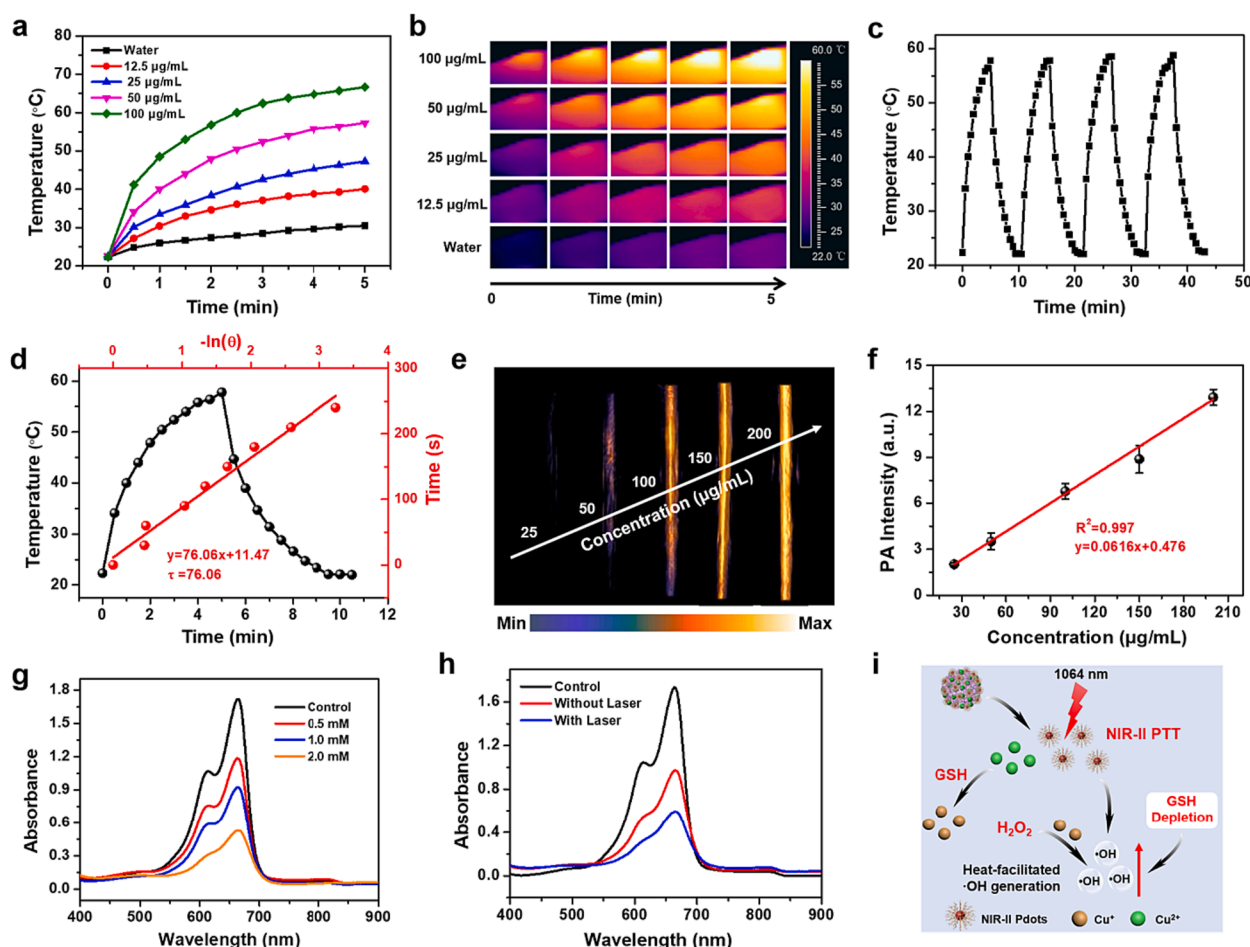 a
Temperature (°C)
80
70
60
50
40
30
20
Water
12.5 µg/mL
25 µg/mL
50 µg/mL
100 µg/mL
0 1 2 3 4 5
Time (min)
b
100 µg/mL
50 µg/mL
25 µg/mL
12.5 µg/mL
Water
60.0 ℃
55
50
45
40
35
30
25
22.0 ℃
0 Time (min) 5
c
Temperature (°C)
60
50
40
30
20
0 10 20 30 40 50
Time (min)
d
-ln(θ)
0 1 2 3 4
Temperature (°C)
60
50
40
30
20
300
200
100
0
Time (s)
y=76.06x+11.47
τ =76.06
0 2 4 6 8 10 12
Time (min)
e
25
50
100
150
200
Concentration (µg/mL)
Min Max
f
PA Intensity (a.u.)
15
12
9
6
3
0
R²=0.997
y=0.0616x+0.476
30 60 90 120 150 180 210
Concentration (µg/mL)
g
Absorbance
1.8
1.5
1.2
0.9
0.6
0.3
0.0
Control
0.5 mM
1.0 mM
2.0 mM
400 500 600 700 800 900
Wavelength (nm)
h
Absorbance
1.6
1.2
0.8
0.4
0.0
Control
Without Laser
With Laser
400 500 600 700 800 900
Wavelength (nm)
i
1064 nm
NIR-II PTT
GSH
GSH
Depletion
H₂O₂
•OH
•OH
•OH
Heat-facilitated
·OH generation
NIR-II Pdots
Cu⁺
Cu²⁺